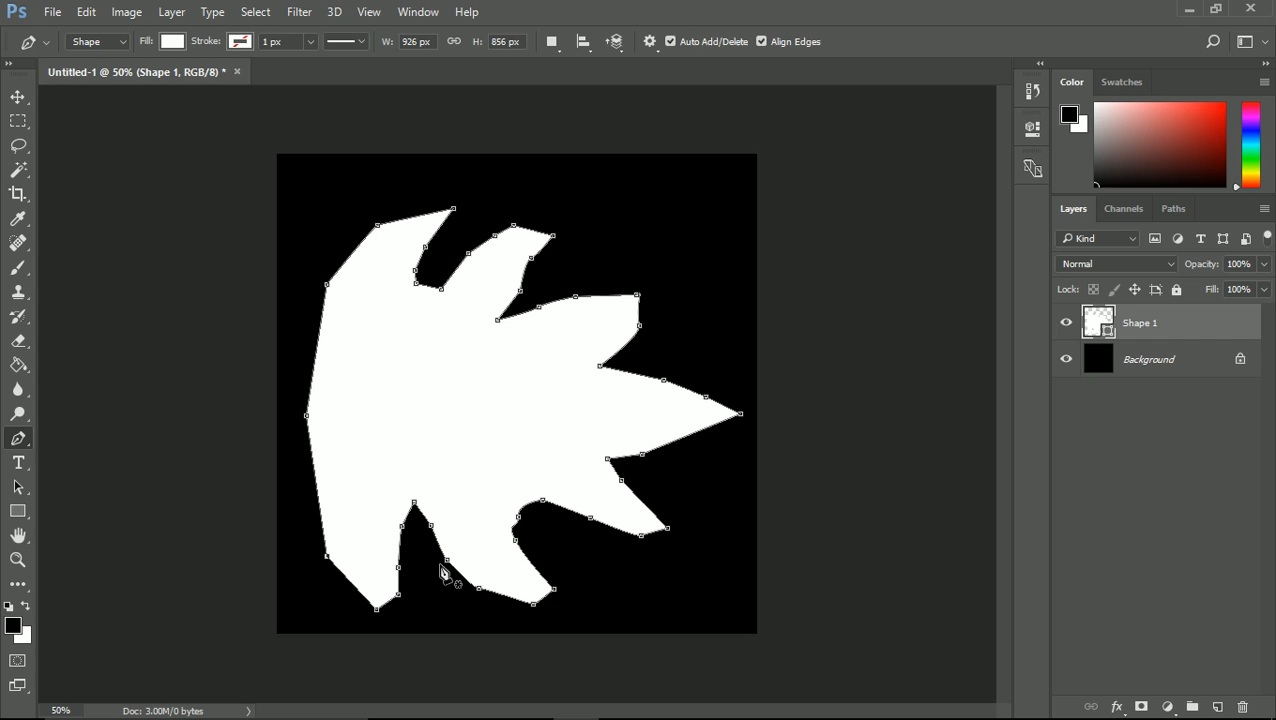 Ps File Edit Image Layer Type Select Filter 3D View Window Help
Shape Fill: Stroke: 1 px W: 926 px H: 856 px Auto Add/Delete Align Edges
Untitled-1 @ 50% (Shape 1, RGB/8) * ×
Color Swatches
Layers Channels Paths
Kind
Normal Opacity: 100%
Lock: Fill: 100%
Shape 1
Background
T
fx
50% Doc: 3.00M/0 bytes